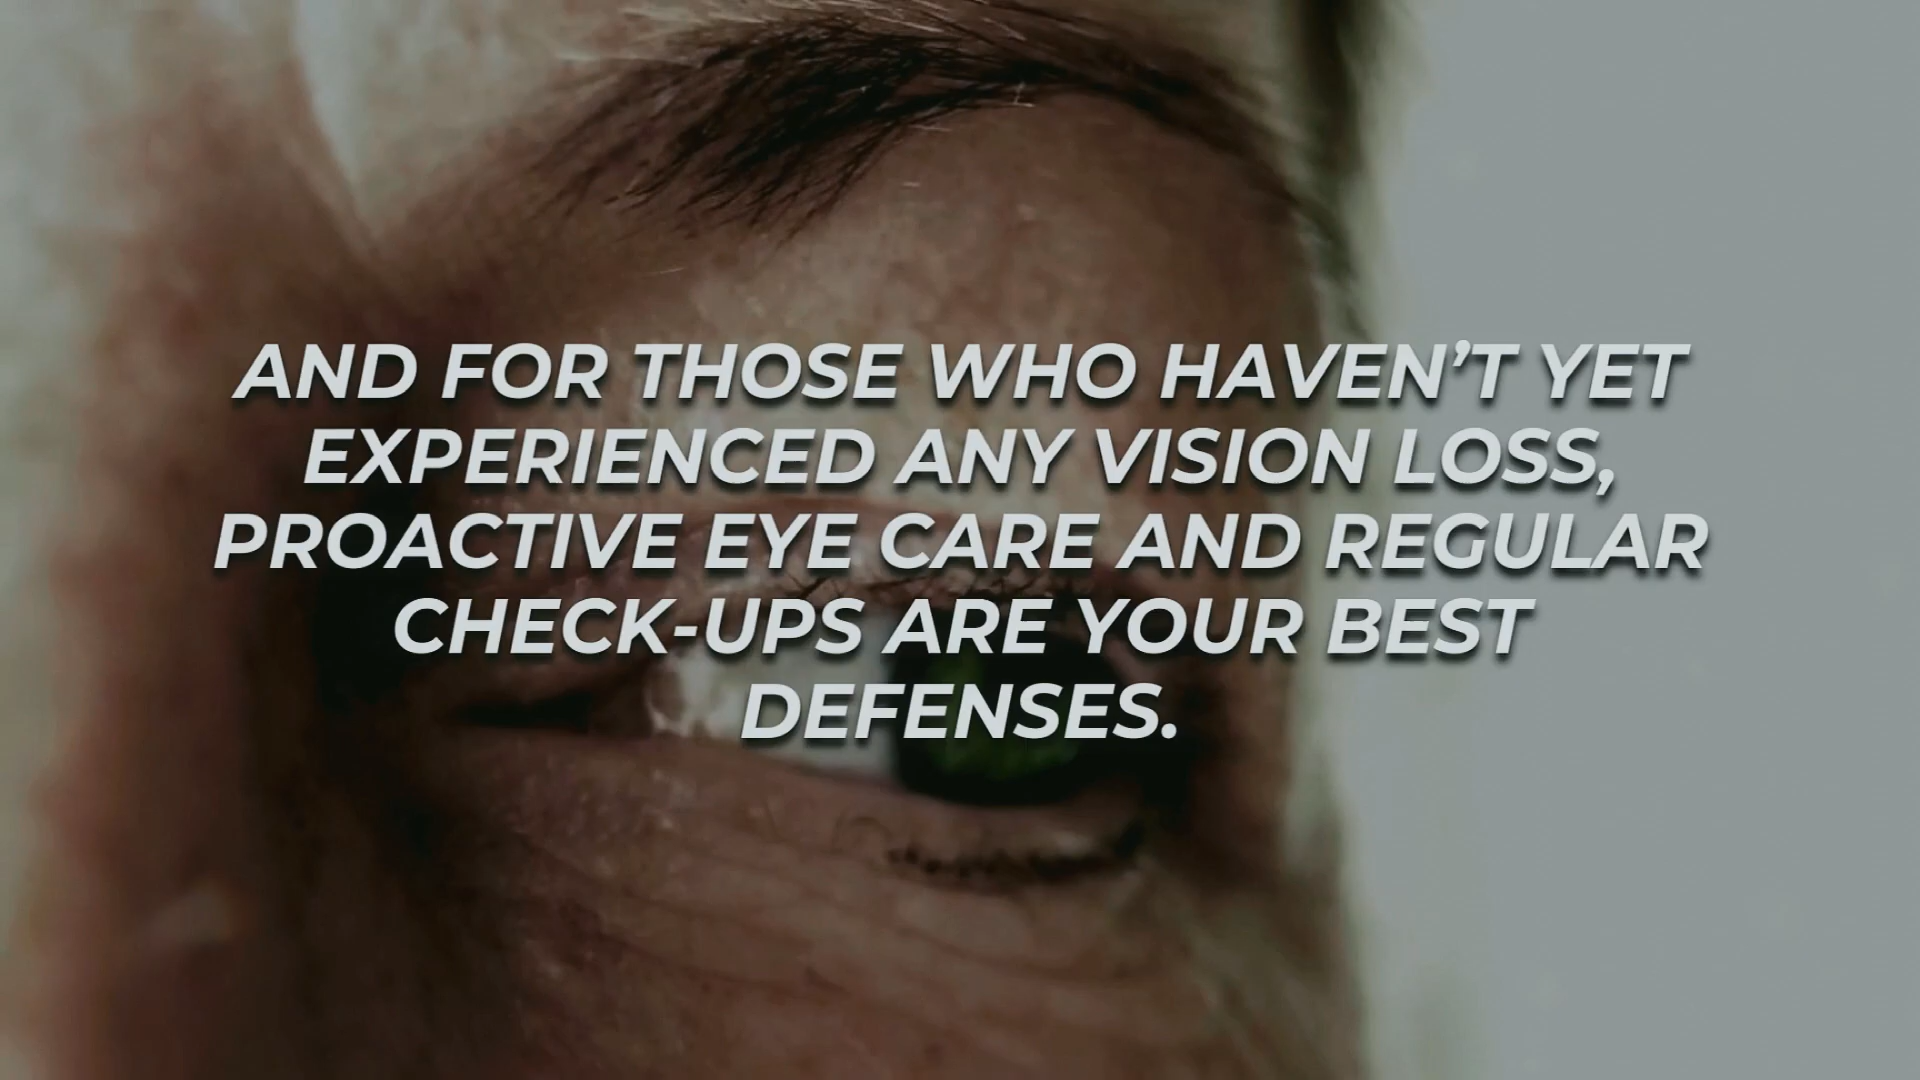 AND FOR THOSE WHO HAVEN’T YET
EXPERIENCED ANY VISION LOSS,
PROACTIVE EYE CARE AND REGULAR
CHECK-UPS ARE YOUR BEST
DEFENSES.